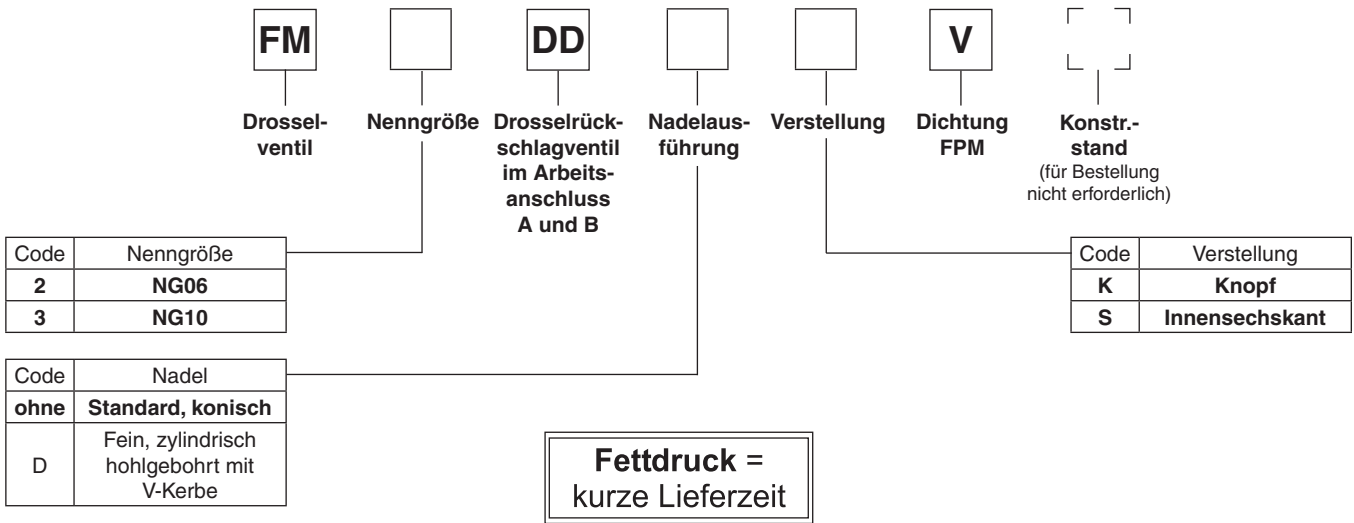 FM DD V
Drossel-
ventil
Nenngröße
Drosselrück-
schlagventil
im Arbeits-
anschluss
A und B
Nadelaus-
führung
Verstellung
Dichtung
FPM
Konstr.-
stand
(für Bestellung
nicht erforderlich)
Code Nenngröße
2 NG06
3 NG10
Code Verstellung
K Knopf
S Innensechskant
Code Nadel
ohne Standard, konisch
D Fein, zylindrisch
hohlgebohrt mit
V-Kerbe
Fettdruck =
kurze Lieferzeit